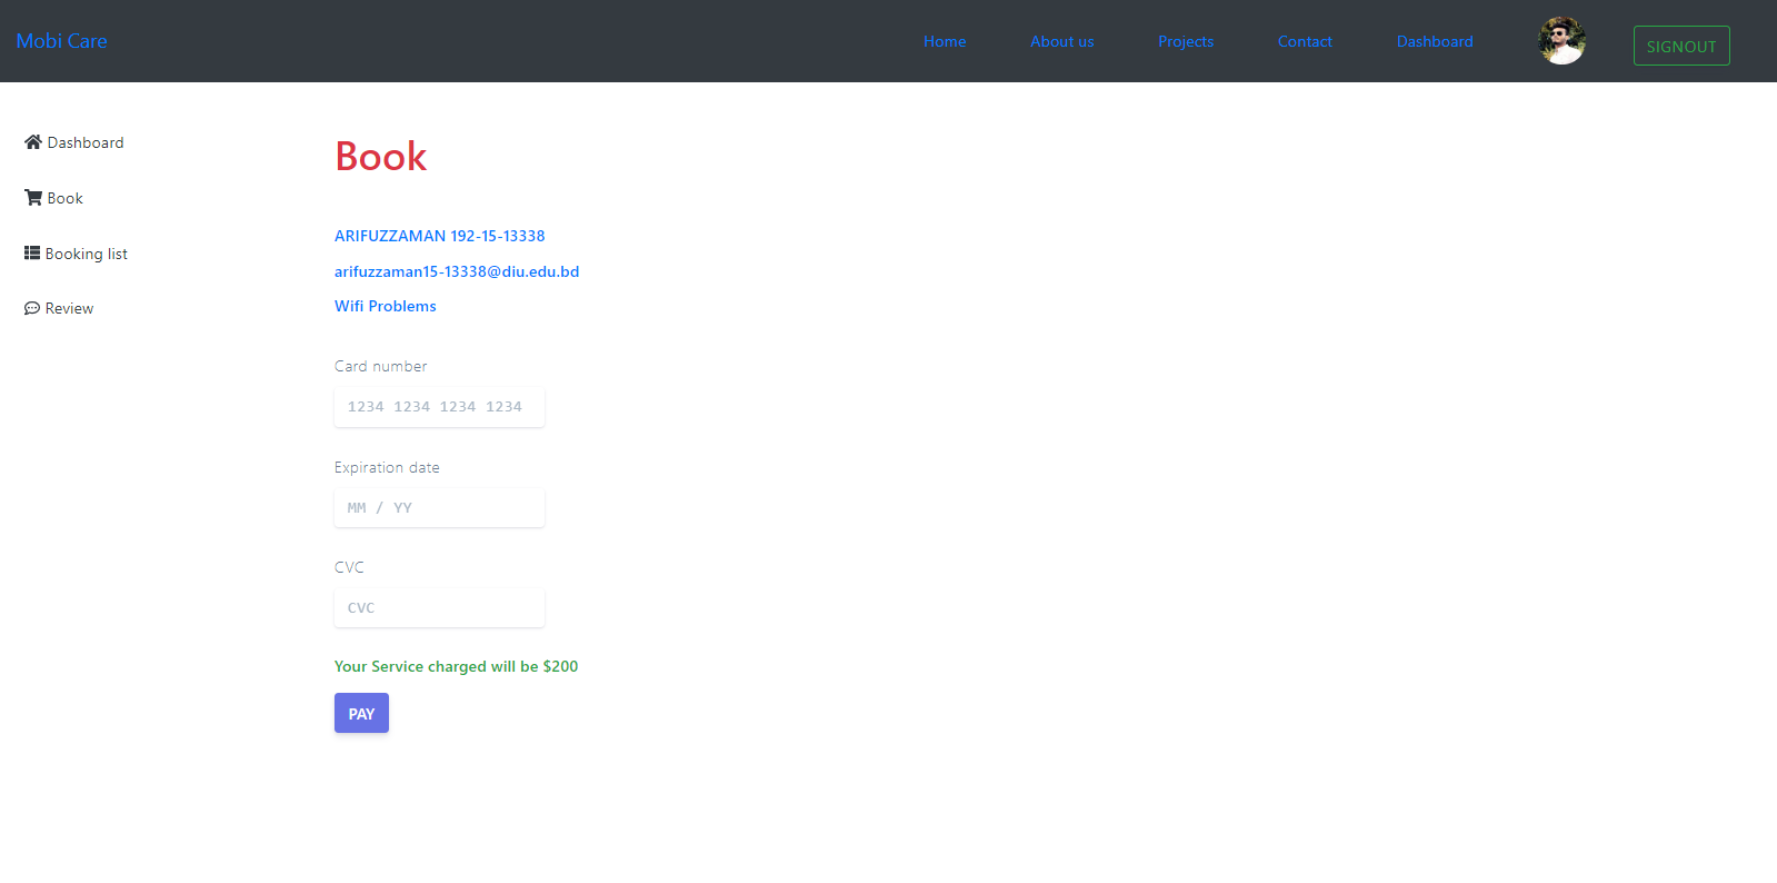 Mobi Care
Home
About us
Projects
Contact
Dashboard
SIGNOUT
Dashboard
Book
Booking list
Review
Book
ARIFUZZAMAN 192-15-13338
arifuzzaman15-13338@diu.edu.bd
Wifi Problems
Card number
1234 1234 1234 1234
Expiration date
MM / YY
CVC
CVC
Your Service charged will be $200
PAY